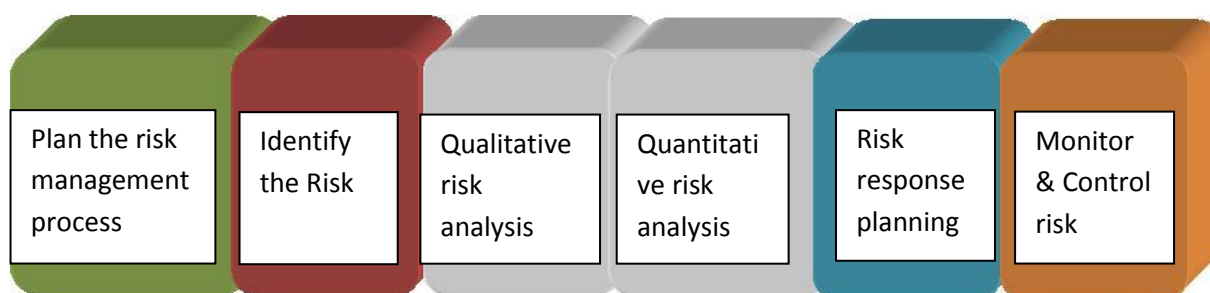 Plan the risk
management
process
Identify
the Risk
Qualitative
risk
analysis
Quantitati
ve risk
analysis
Risk
response
planning
Monitor
& Control
risk